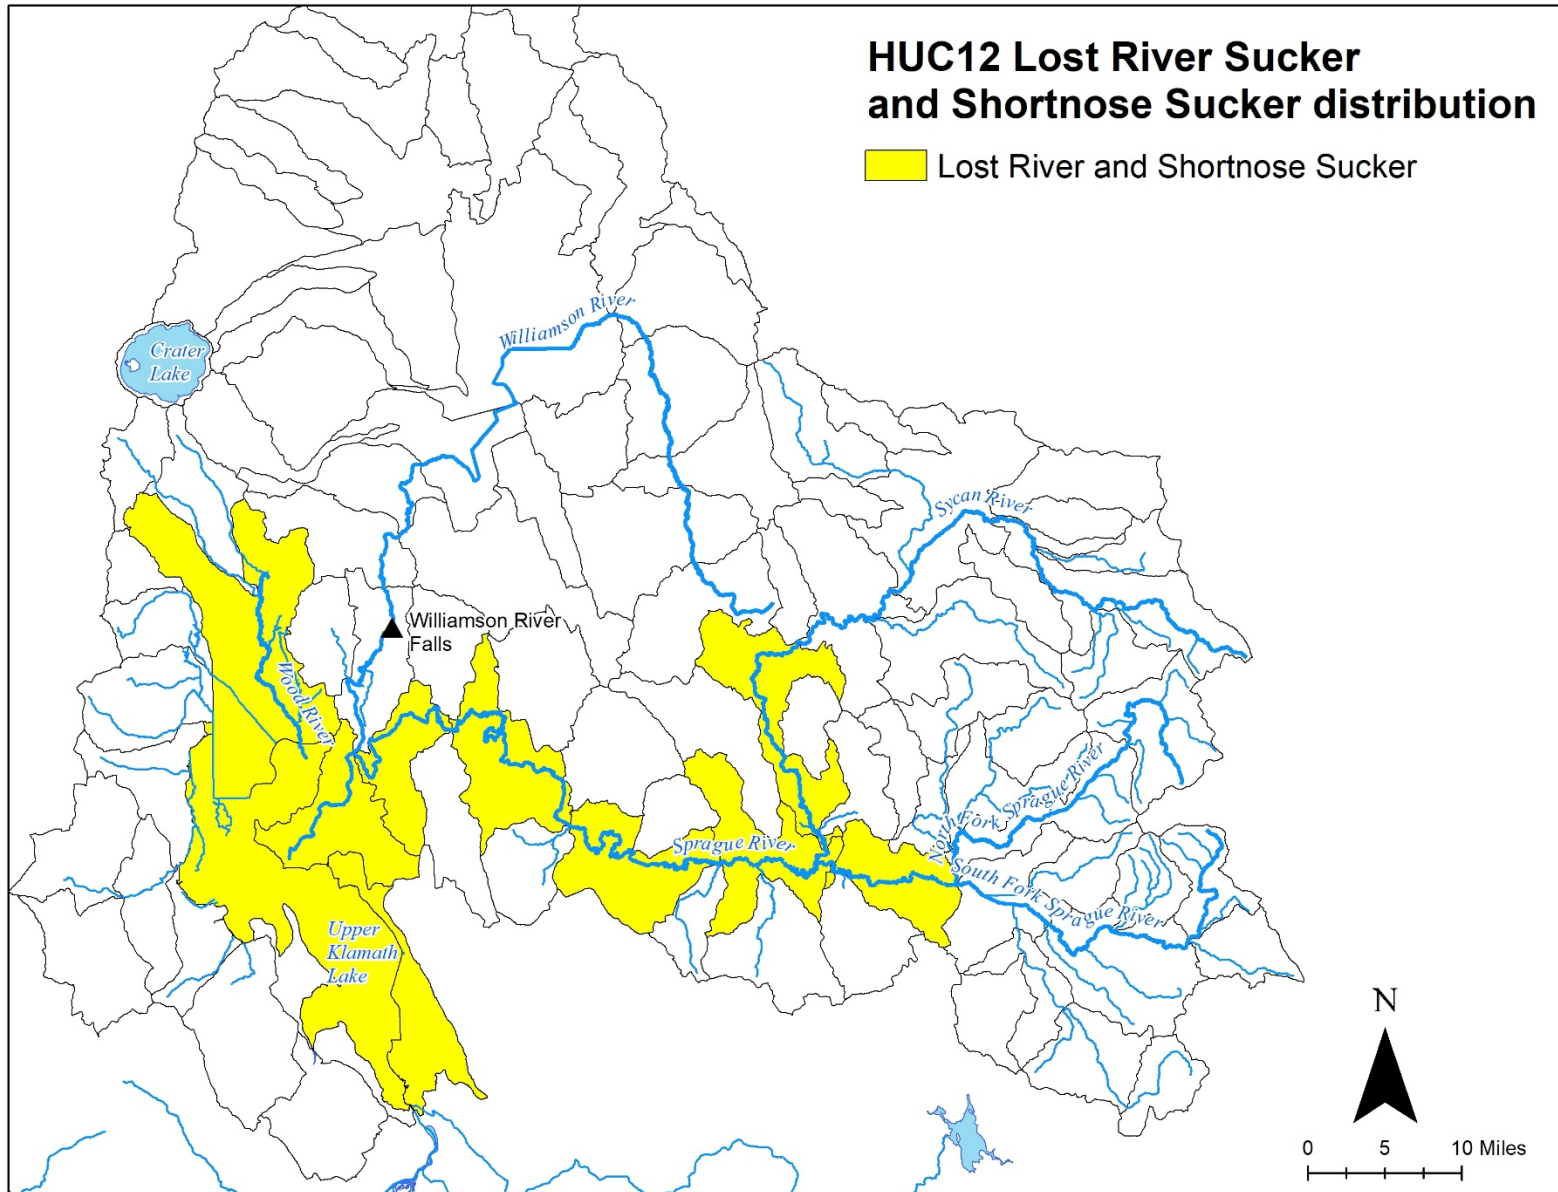 HUC12 Lost River Sucker
and Shortnose Sucker distribution
Lost River and Shortnose Sucker
Williamson River
Crater
Lake
Sycan River
Williamson River
Falls
Wood River
North Fork Sprague River
Sprague River
South Fork Sprague River
Upper
Klamath
Lake
N
0 5 10 Miles